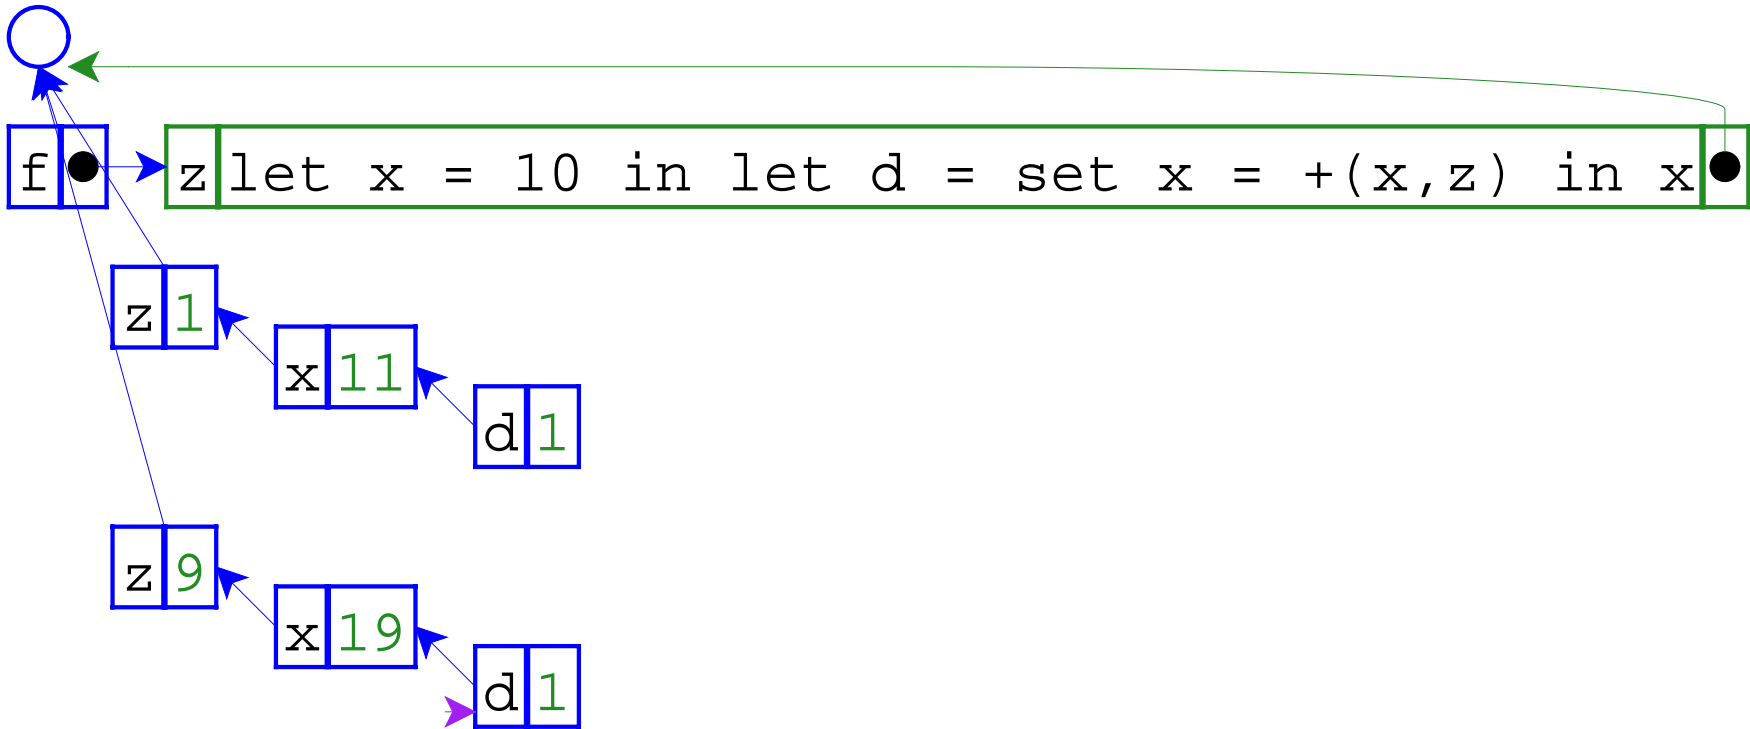 f z let x = 10 in let d = set x = +(x,z) in x
z 1
x 11
d 1
z 9
x 19
d 1